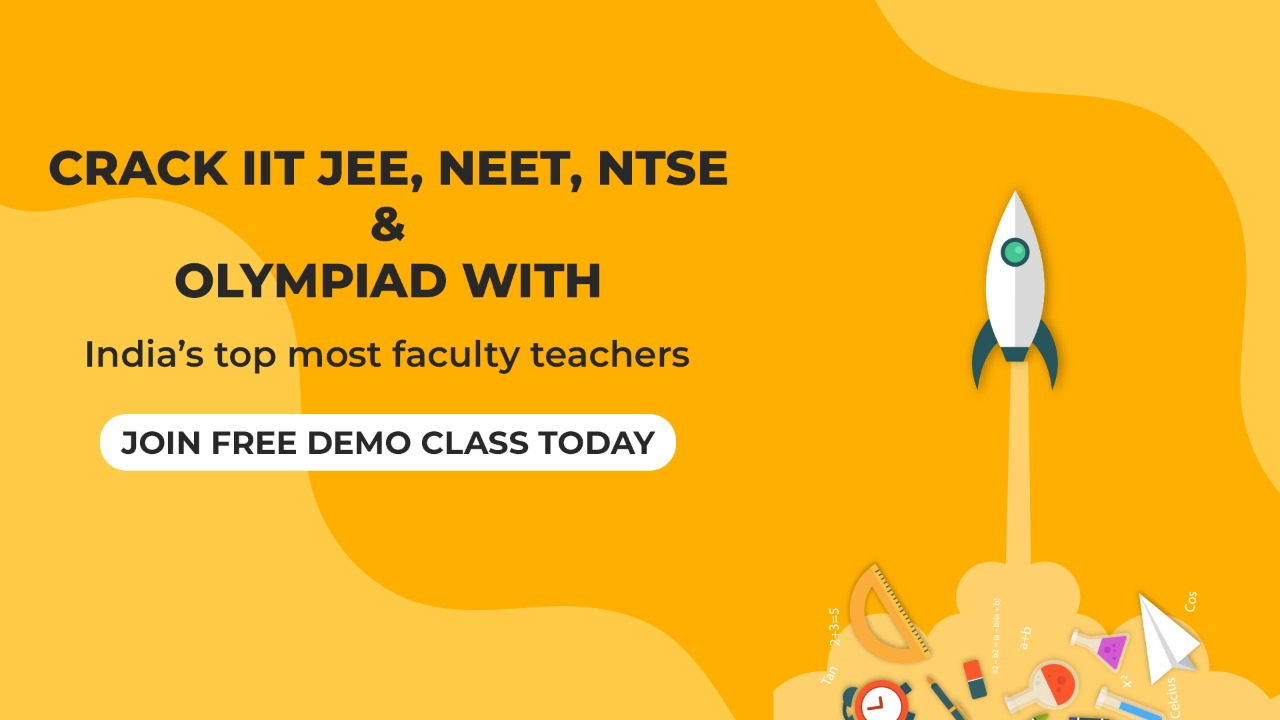 CRACK IIT JEE, NEET, NTSE
&
OLYMPIAD WITH
India’s top most faculty teachers
JOIN FREE DEMO CLASS TODAY
2+3=5
a+b
Cos
Tan
x²
Celcius